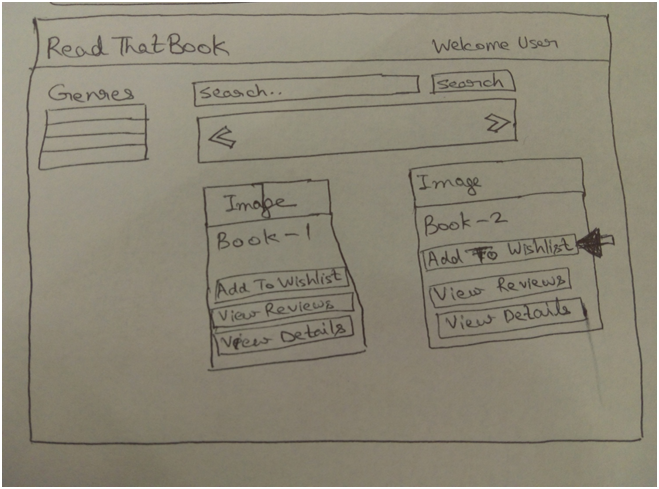 Read That Book
Welcome User
Genres
search..
search
Image
Book-1
Add To Wishlist
View Reviews
View Details
Image
Book-2
Add To Wishlist
View Reviews
View Details